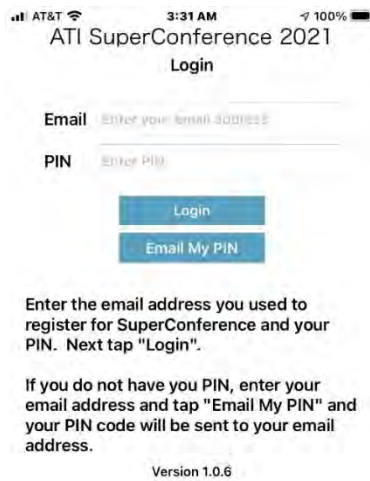 AT&T 3:31 AM 100%
ATI SuperConference 2021
Login
Email Enter your email address
PIN Enter PIN
Login
Email My PIN
Enter the email address you used to
register for SuperConference and your
PIN. Next tap "Login".
If you do not have you PIN, enter your
email address and tap "Email My PIN" and
your PIN code will be sent to your email
address.
Version 1.0.6